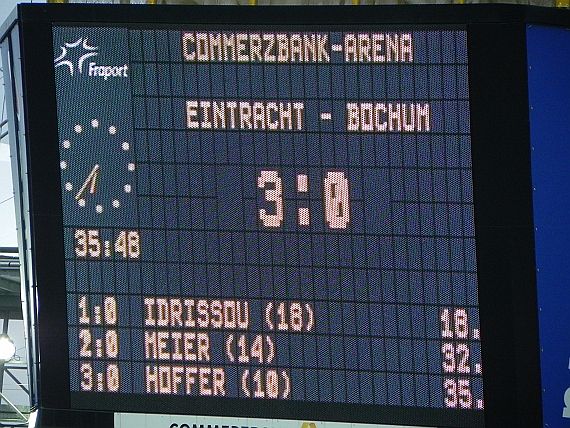 COMMERZBANK-ARENA
Fraport
EINTRACHT - BOCHUM
3:0
35:48
1:0 IDRISSOU (18) 18.
2:0 MEIER (14) 32.
3:0 HOFFER (10) 35.